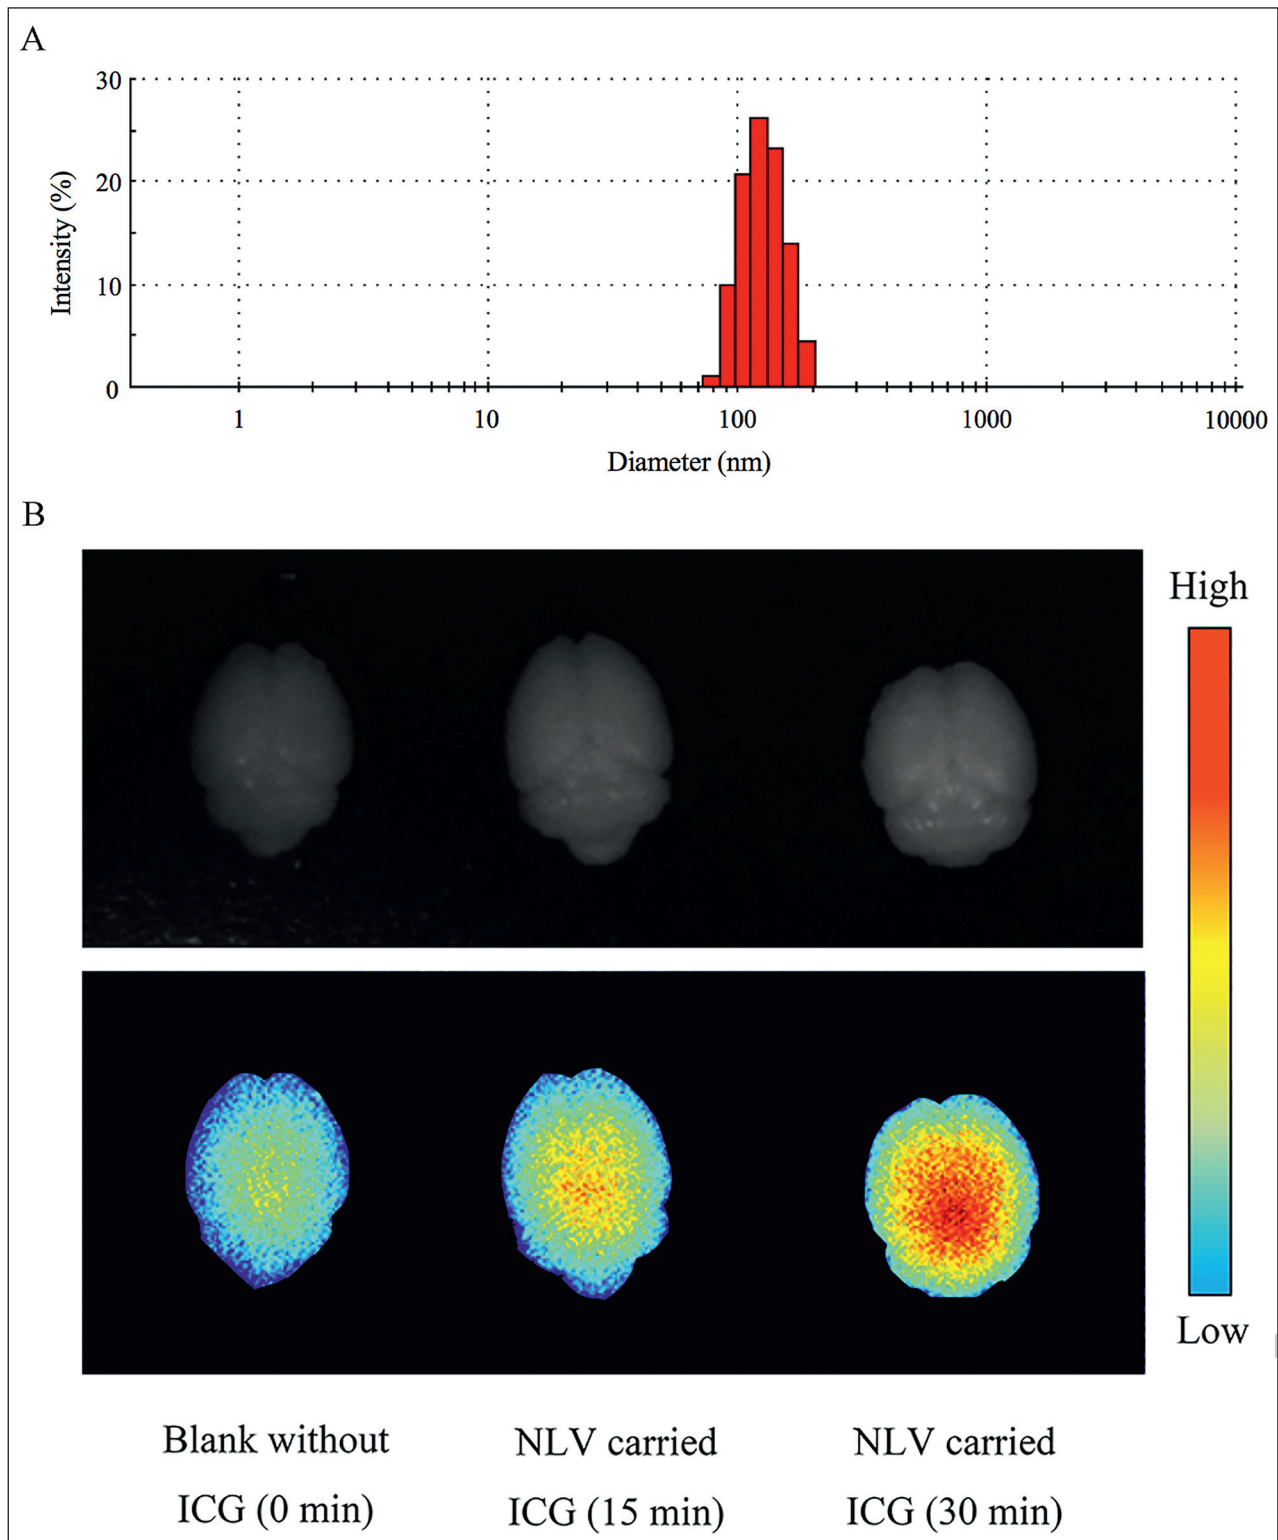 A
30
20
10
0
Intensity (%)
1 10 100 1000 10000
Diameter (nm)
B
High
Low
Blank without
ICG (0 min)
NLV carried
ICG (15 min)
NLV carried
ICG (30 min)